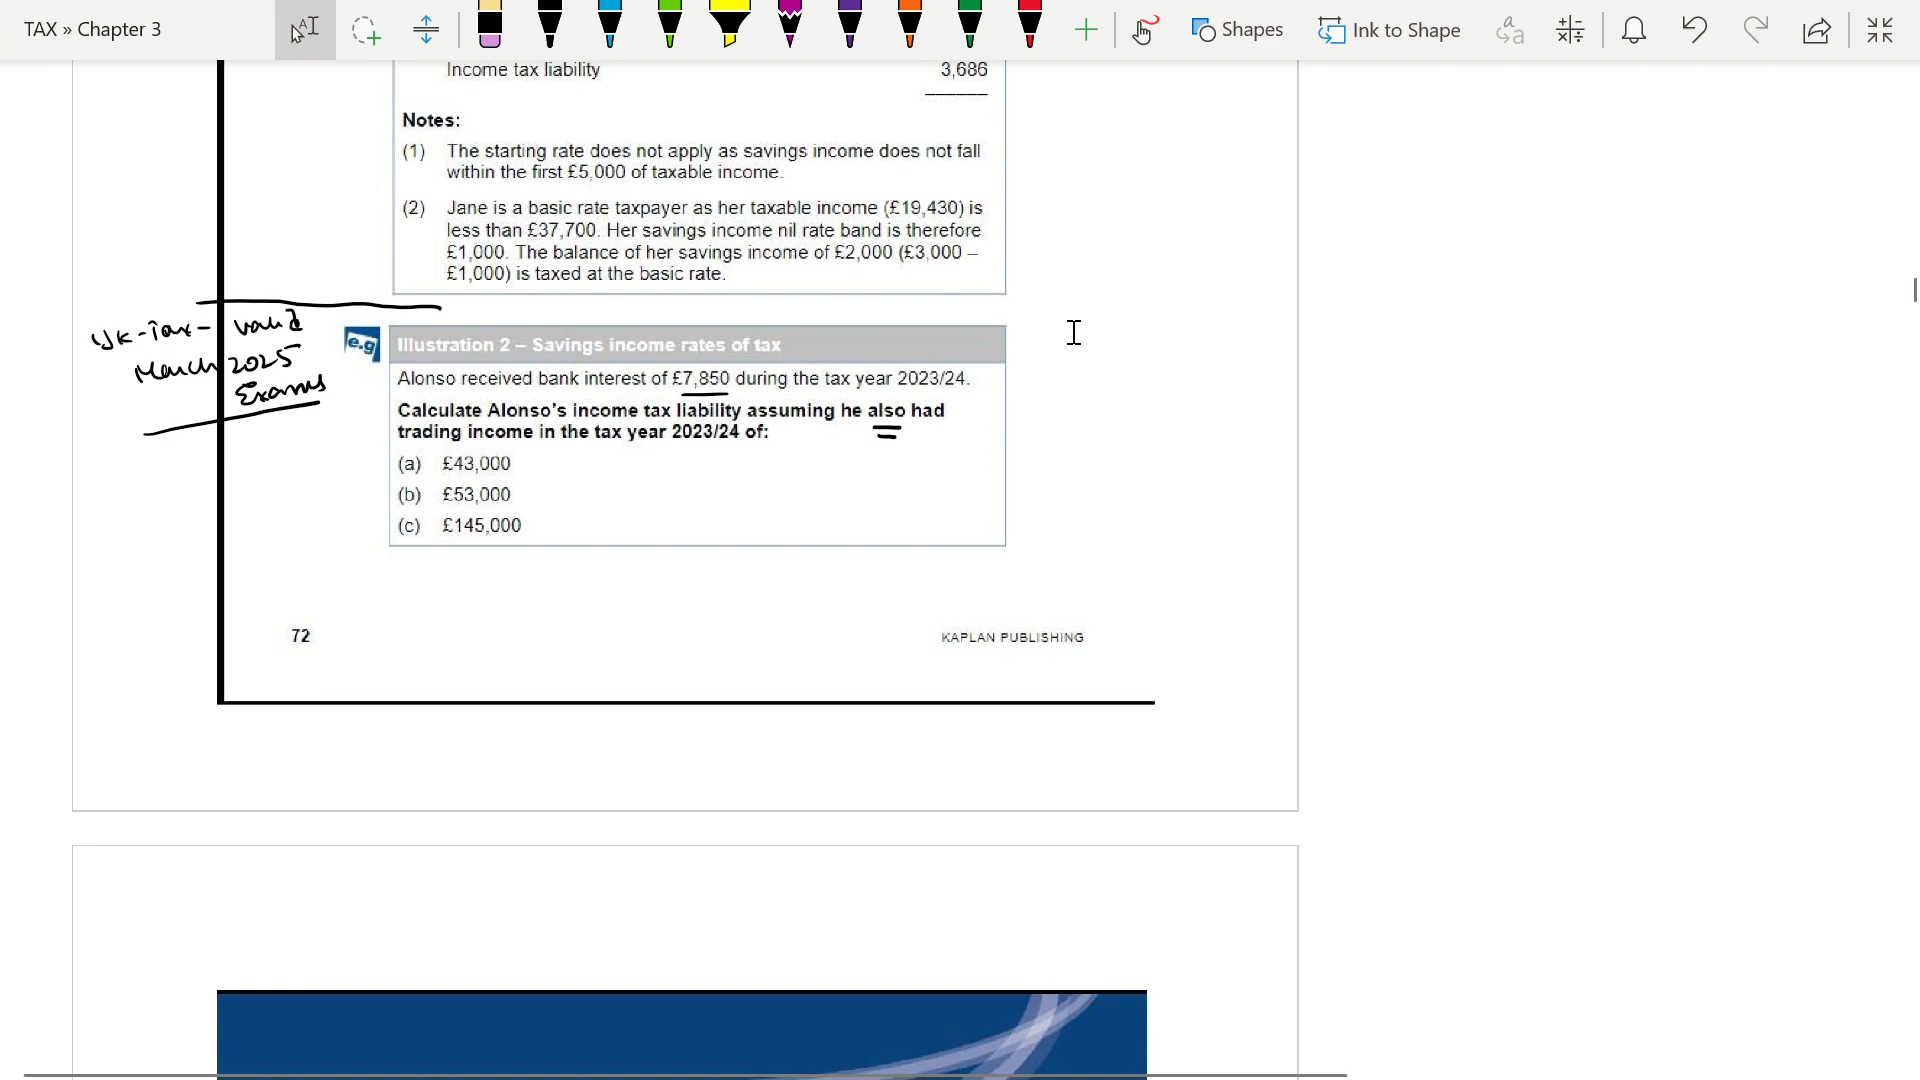 TAX » Chapter 3
Shapes
Ink to Shape
Income tax liability 3,686
Notes:
(1) The starting rate does not apply as savings income does not fall
within the first £5,000 of taxable income.
(2) Jane is a basic rate taxpayer as her taxable income (£19,430) is
less than £37,700. Her savings income nil rate band is therefore
£1,000. The balance of her savings income of £2,000 (£3,000 –
£1,000) is taxed at the basic rate.
UK-Tax- Valid
March 2025
Exams
e.g
Illustration 2 – Savings income rates of tax
Alonso received bank interest of £7,850 during the tax year 2023/24.
Calculate Alonso's income tax liability assuming he also had
trading income in the tax year 2023/24 of:
(a) £43,000
(b) £53,000
(c) £145,000
72
KAPLAN PUBLISHING